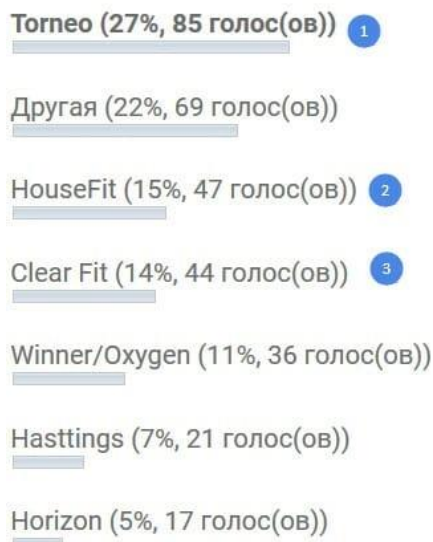 Torneo (27%, 85 голос(ов)) 1
Другая (22%, 69 голос(ов))
HouseFit (15%, 47 голос(ов)) 2
Clear Fit (14%, 44 голос(ов)) 3
Winner/Oxygen (11%, 36 голос(ов))
Hasttings (7%, 21 голос(ов))
Horizon (5%, 17 голос(ов))